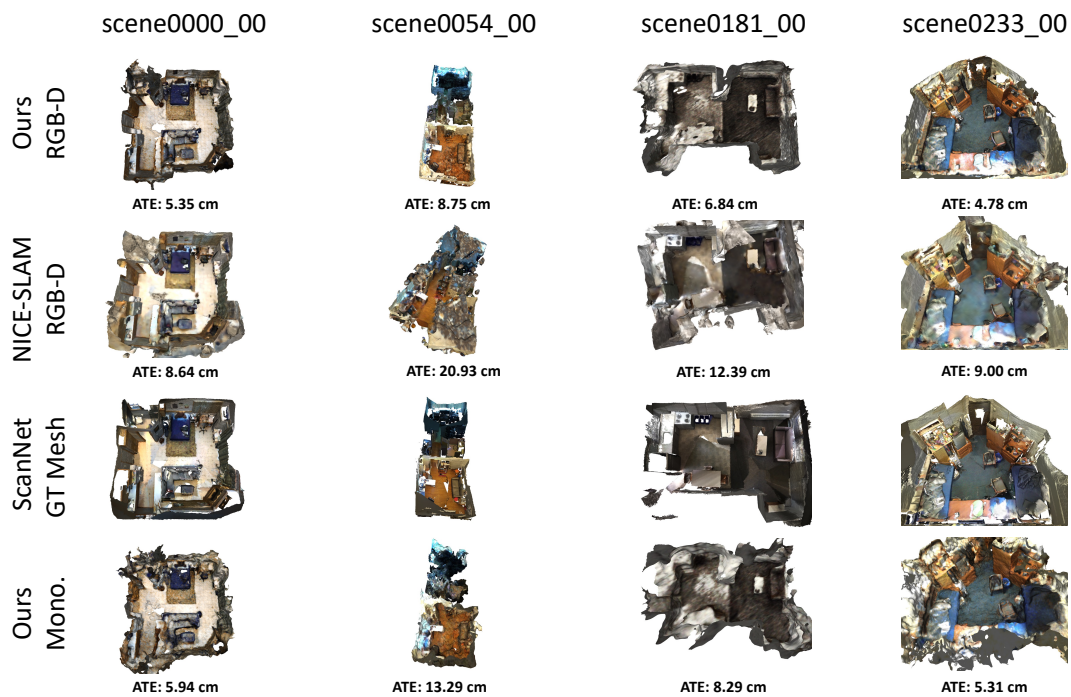 scene0000_00
scene0054_00
scene0181_00
scene0233_00
Ours
RGB-D
ATE: 5.35 cm
ATE: 8.75 cm
ATE: 6.84 cm
ATE: 4.78 cm
NICE-SLAM
RGB-D
ATE: 8.64 cm
ATE: 20.93 cm
ATE: 12.39 cm
ATE: 9.00 cm
ScanNet
GT Mesh
Ours
Mono.
ATE: 5.94 cm
ATE: 13.29 cm
ATE: 8.29 cm
ATE: 5.31 cm